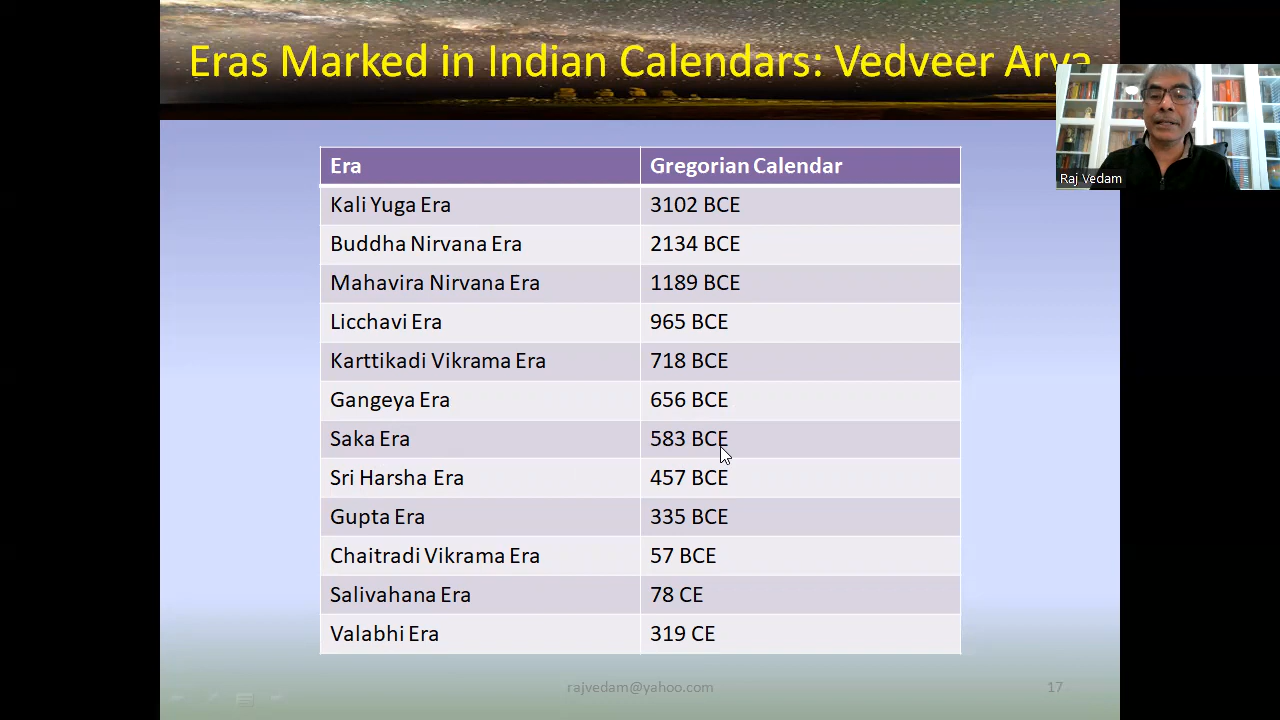 Eras Marked in Indian Calendars: Vedveer Arya
Raj Vedam
Era Gregorian Calendar
Kali Yuga Era 3102 BCE
Buddha Nirvana Era 2134 BCE
Mahavira Nirvana Era 1189 BCE
Licchavi Era 965 BCE
Karttikadi Vikrama Era 718 BCE
Gangeya Era 656 BCE
Saka Era 583 BCE
Sri Harsha Era 457 BCE
Gupta Era 335 BCE
Chaitradi Vikrama Era 57 BCE
Salivahana Era 78 CE
Valabhi Era 319 CE
rajvedam@yahoo.com 17